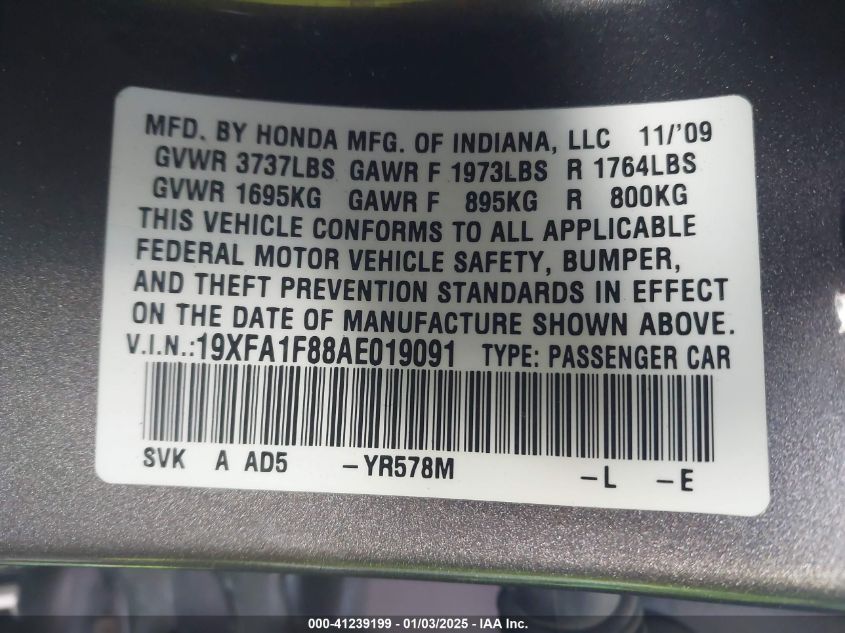 MFD. BY HONDA MFG. OF INDIANA, LLC 11/'09
GVWR 3737LBS GAWR F 1973LBS R 1764LBS
GVWR 1695KG GAWR F 895KG R 800KG
THIS VEHICLE CONFORMS TO ALL APPLICABLE
FEDERAL MOTOR VEHICLE SAFETY, BUMPER,
AND THEFT PREVENTION STANDARDS IN EFFECT
ON THE DATE OF MANUFACTURE SHOWN ABOVE.
V.I.N.:19XFA1F88AE019091 TYPE: PASSENGER CAR
SVK A AD5 -YR578M -L -E
000-41239199 - 01/03/2025 - IAA Inc.